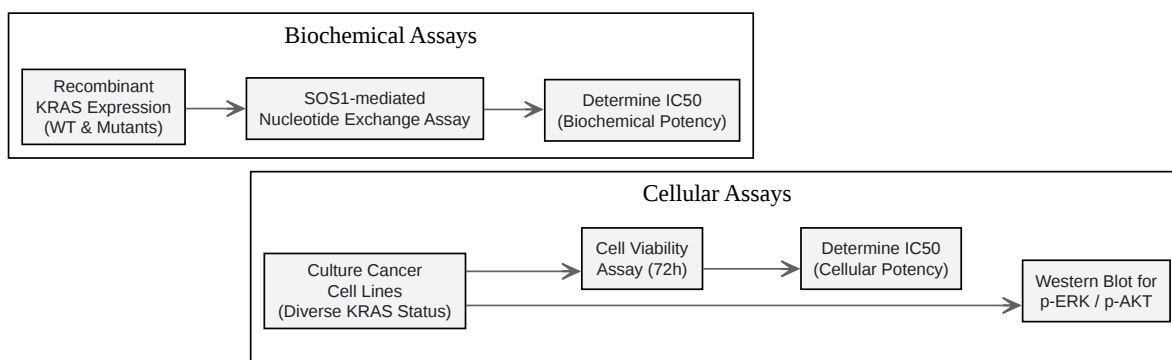 Biochemical Assays
Recombinant
KRAS Expression
(WT & Mutants)
SOS1-mediated
Nucleotide Exchange Assay
Determine IC50
(Biochemical Potency)
Cellular Assays
Culture Cancer
Cell Lines
(Diverse KRAS Status)
Cell Viability
Assay (72h)
Determine IC50
(Cellular Potency)
Western Blot for
p-ERK / p-AKT